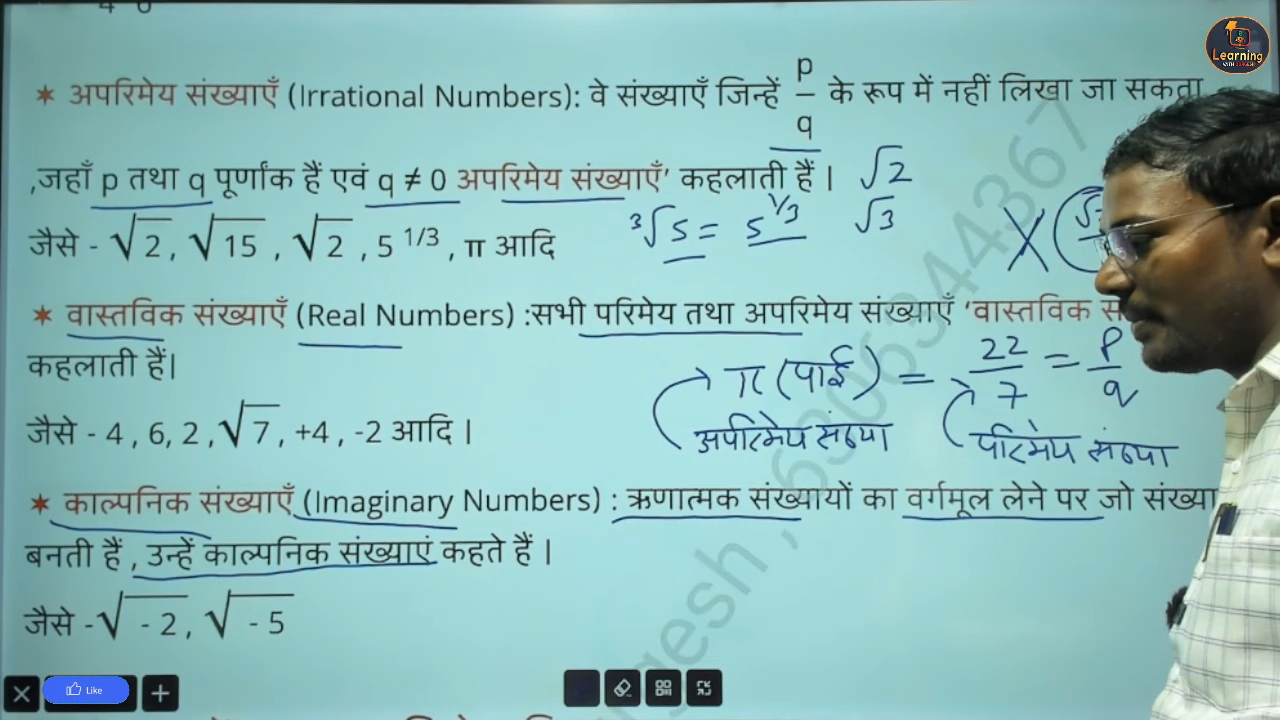 Learning
✶ अपरिमेय संख्याएँ (Irrational Numbers): वे संख्याएँ जिन्हें p/q के रूप में नहीं लिखा जा सकता
,जहाँ p तथा q पूर्णांक हैं एवं q ≠ 0 अपरिमेय संख्याएँ' कहलाती हैं । √2
³√5 = 5^1/3 √3
जैसे - √2, √15 , √2 , 5 ^1/3 , π आदि
✶ वास्तविक संख्याएँ (Real Numbers) :सभी परिमेय तथा अपरिमेय संख्याएँ 'वास्तविक
कहलाती हैं।
π (पाई) = 22/7 = p/q
अपरिमेय संख्या परिमेय संख्या
जैसे - 4 , 6, 2 ,√7 , +4 , -2 आदि ।
✶ काल्पनिक संख्याएँ (Imaginary Numbers) : ऋणात्मक संख्यायों का वर्गमूल लेने पर जो संख्या
बनती हैं , उन्हें काल्पनिक संख्याएं कहते हैं ।
जैसे -√-2 , √-5
Like